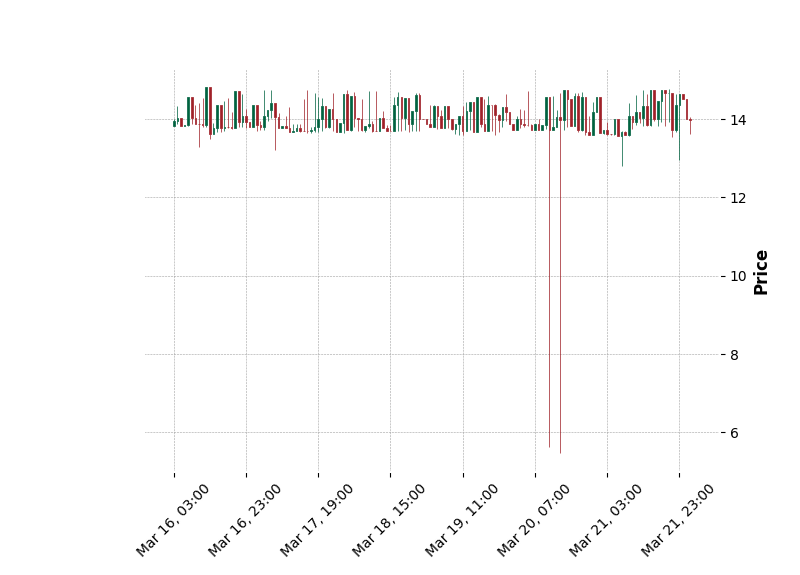 14
12
10
8
6
Price
Mar 16, 03:00
Mar 16, 23:00
Mar 17, 19:00
Mar 18, 15:00
Mar 19, 11:00
Mar 20, 07:00
Mar 21, 03:00
Mar 21, 23:00